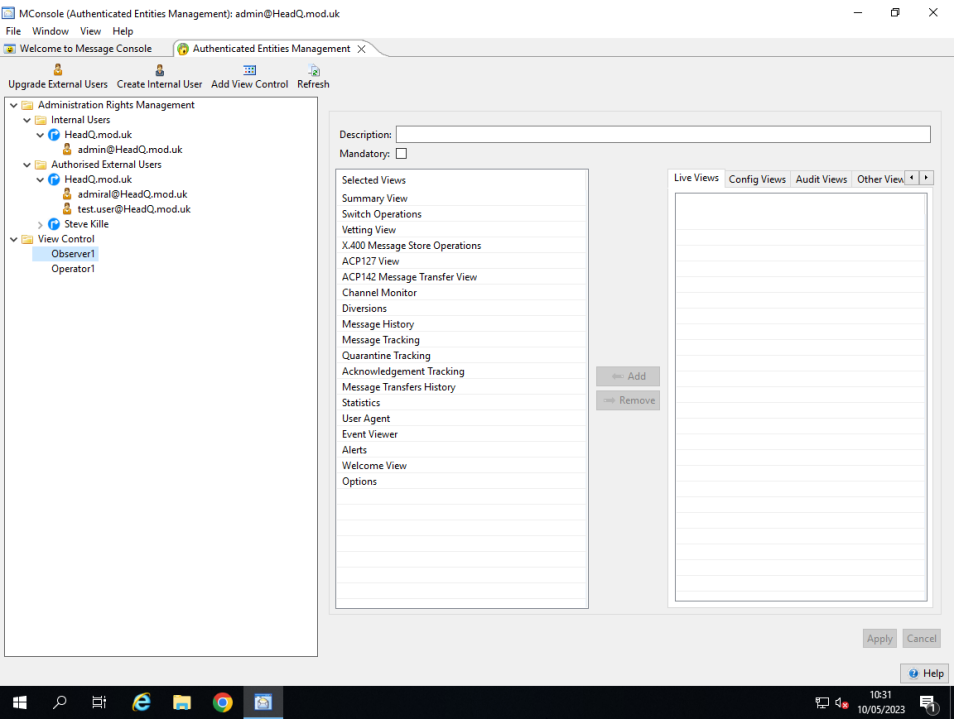 MConsole (Authenticated Entities Management): admin@HeadQ.mod.uk
File Window View Help
Welcome to Message Console Authenticated Entities Management
Upgrade External Users Create Internal User Add View Control Refresh
Administration Rights Management
Internal Users
HeadQ.mod.uk
admin@HeadQ.mod.uk
Authorised External Users
HeadQ.mod.uk
admiral@HeadQ.mod.uk
test.user@HeadQ.mod.uk
Steve Kille
View Control
Observer1
Operator1
Description:
Mandatory:
Selected Views
Summary View
Switch Operations
Vetting View
X.400 Message Store Operations
ACP127 View
ACP142 Message Transfer View
Channel Monitor
Diversions
Message History
Message Tracking
Quarantine Tracking
Acknowledgement Tracking
Message Transfers History
Statistics
User Agent
Event Viewer
Alerts
Welcome View
Options
Add
Remove
Live Views Config Views Audit Views Other View
Apply Cancel
Help
10:31
10/05/2023
1